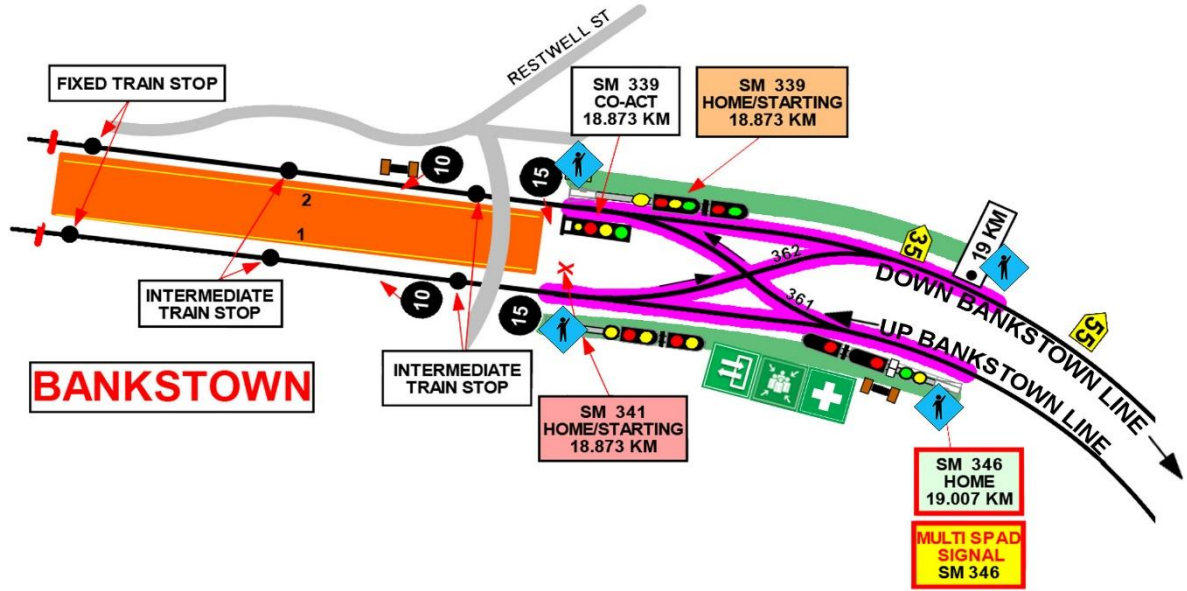 RESTWELL ST
FIXED TRAIN STOP
SM 339
CO-ACT
18.873 KM
SM 339
HOME/STARTING
18.873 KM
10
15
2
1
19 KM
35
362
361
DOWN BANKSTOWN LINE
UP BANKSTOWN LINE
55
INTERMEDIATE
TRAIN STOP
10
15
X
INTERMEDIATE
TRAIN STOP
BANKSTOWN
SM 341
HOME/STARTING
18.873 KM
SM 346
HOME
19.007 KM
MULTI SPAD
SIGNAL
SM 346